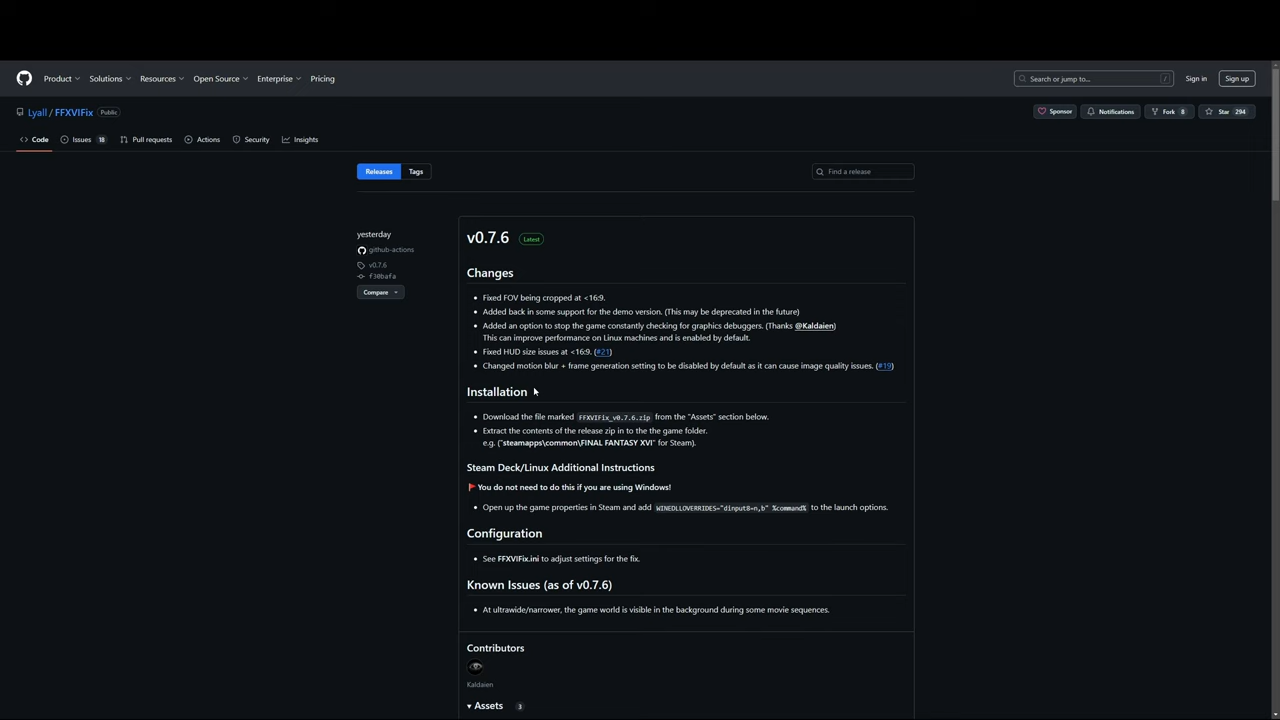 Product
Solutions
Resources
Open Source
Enterprise
Pricing
Search or jump to...
/
Sign in
Sign up
Lyall / FFXVIFix
Public
Sponsor
Notifications
Fork 8
Star 294
Code
Issues 18
Pull requests
Actions
Security
Insights
Releases
Tags
Find a release
yesterday
github-actions
v0.7.6
f30bafa
Compare
v0.7.6 Latest
Changes
Fixed FOV being cropped at <16:9.
Added back in some support for the demo version. (This may be deprecated in the future)
Added an option to stop the game constantly checking for graphics debuggers. (Thanks @Kaldaien)
This can improve performance on Linux machines and is enabled by default.
Fixed HUD size issues at <16:9. (#21)
Changed motion blur + frame generation setting to be disabled by default as it can cause image quality issues. (#19)
Installation
Download the file marked FFXVIFix_v0.7.6.zip from the "Assets" section below.
Extract the contents of the release zip in to the game folder.
e.g. ("steamapps\common\FINAL FANTASY XVI" for Steam).
Steam Deck/Linux Additional Instructions
🚩You do not need to do this if you are using Windows!
Open up the game properties in Steam and add WINEDLLOVERRIDES="dinput8=n,b" %command% to the launch options.
Configuration
See FFXVIFix.ini to adjust settings for the fix.
Known Issues (as of v0.7.6)
At ultrawide/narrower, the game world is visible in the background during some movie sequences.
Contributors
Kaldaien
Assets 3